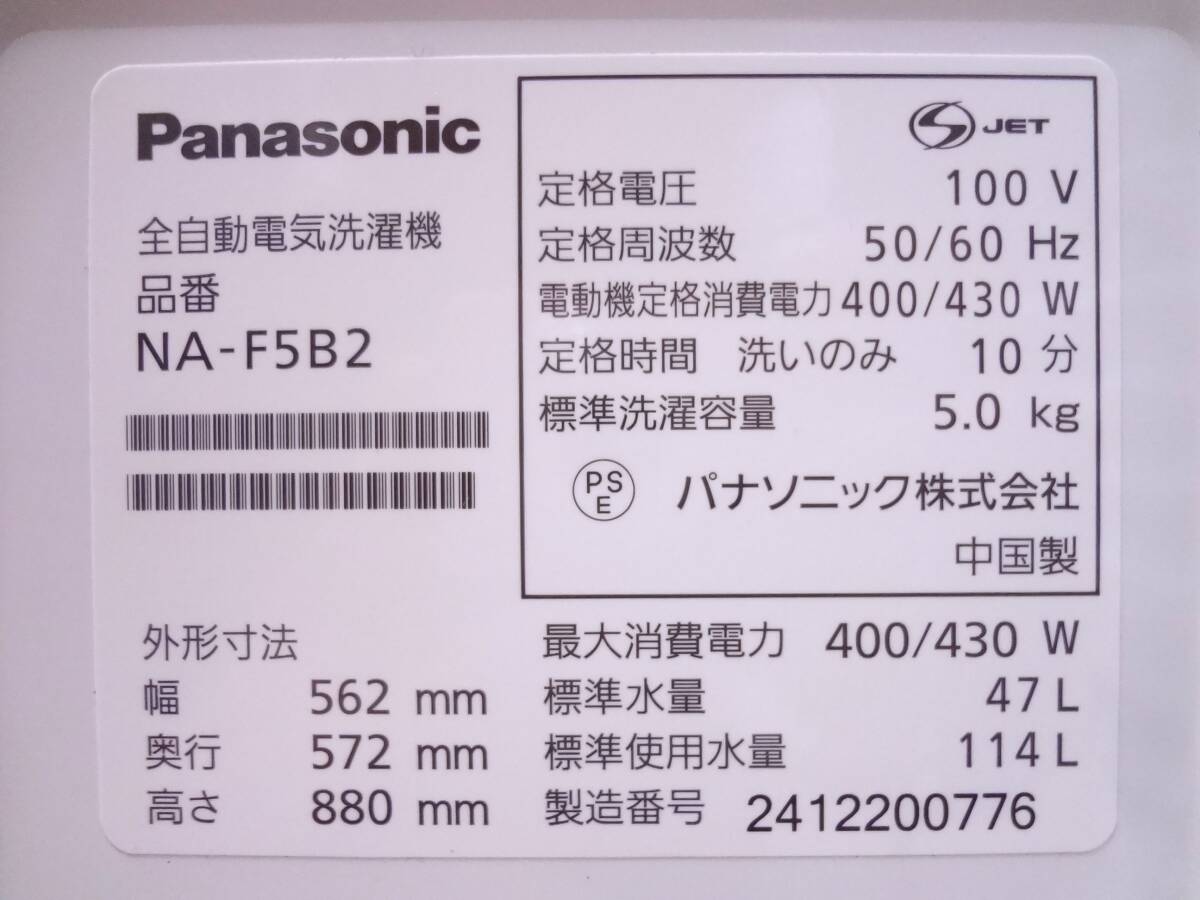 Panasonic
全自動電気洗濯機
品番
NA-F5B2
JET
定格電圧 100 V
定格周波数 50/60 Hz
電動機定格消費電力 400/430 W
定格時間 洗いのみ 10 分
標準洗濯容量 5.0 kg
PS E パナソニック株式会社
中国製
外形寸法
幅 562 mm
奥行 572 mm
高さ 880 mm
最大消費電力 400/430 W
標準水量 47 L
標準使用水量 114 L
製造番号 2412200776